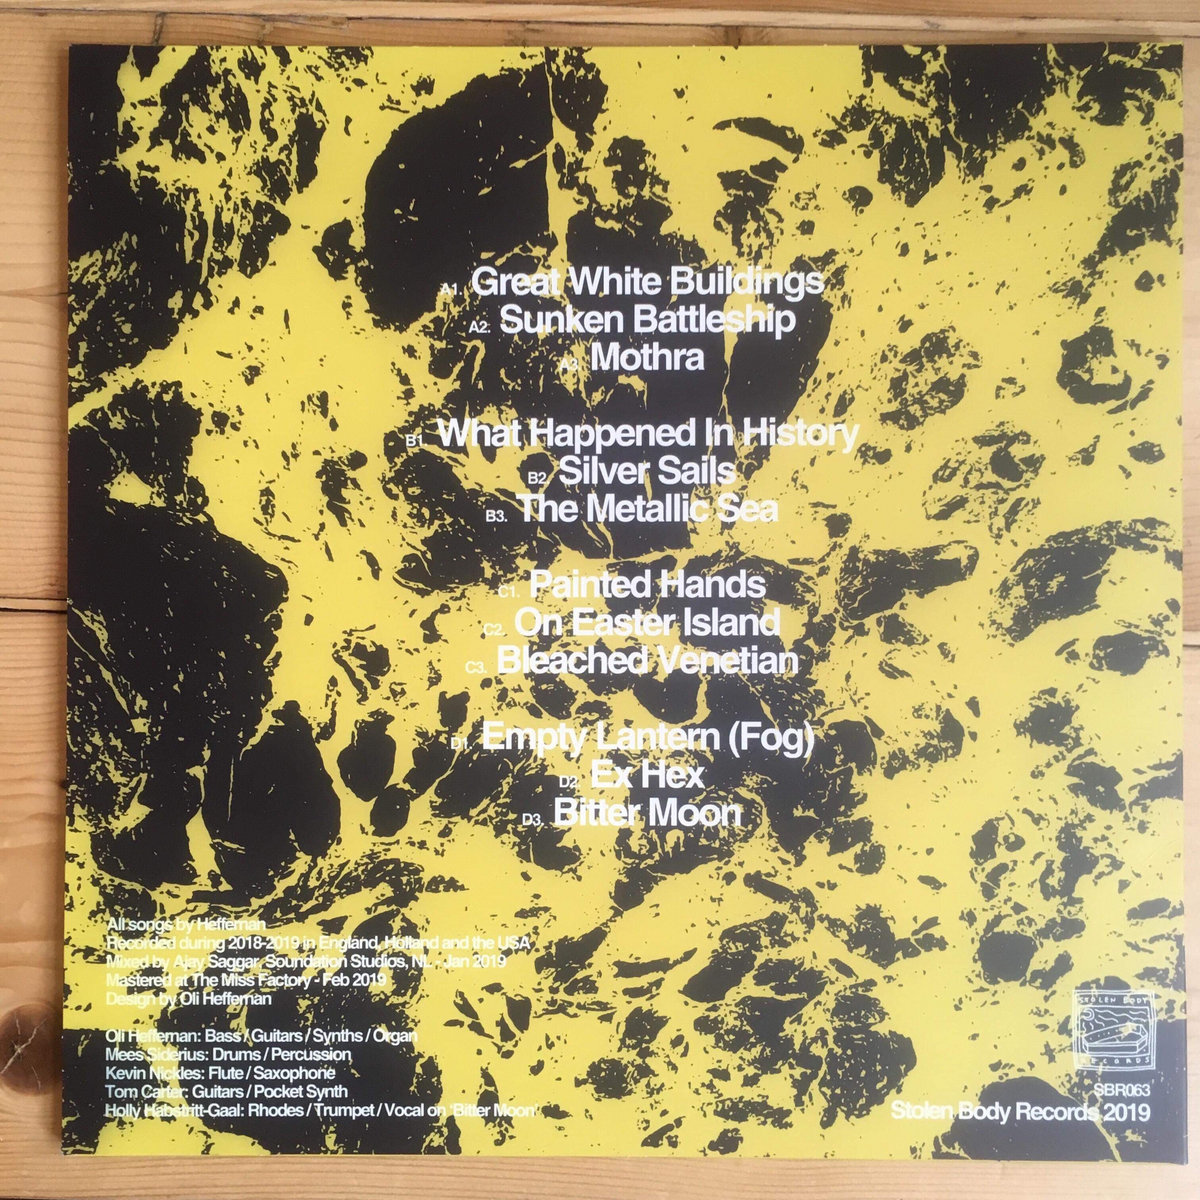 A1. Great White Buildings
A2. Sunken Battleship
A3. Mothra
B1. What Happened In History
B2. Silver Sails
B3. The Metallic Sea
C1. Painted Hands
C2. On Easter Island
C3. Bleached Venetian
D1. Empty Lantern (Fog)
D2. Ex Hex
D3. Bitter Moon
All songs by Heffernan
Recorded during 2018-2019 in England, Holland and the USA
Mixed by Ajay Saggar, Soundation Studios, NL - Jan 2019
Mastered at The Miss Factory - Feb 2019
Design by Oli Heffernan
Oli Heffernan: Bass / Guitars / Synths / Organ
Mees Siderius: Drums / Percussion
Kevin Nickles: Flute / Saxophone
Tom Carter: Guitars / Pocket Synth
Holly Habstritt-Gaal: Rhodes / Trumpet / Vocal on 'Bitter Moon'
STOLEN BODY
RECORDS
SBR063
Stolen Body Records 2019